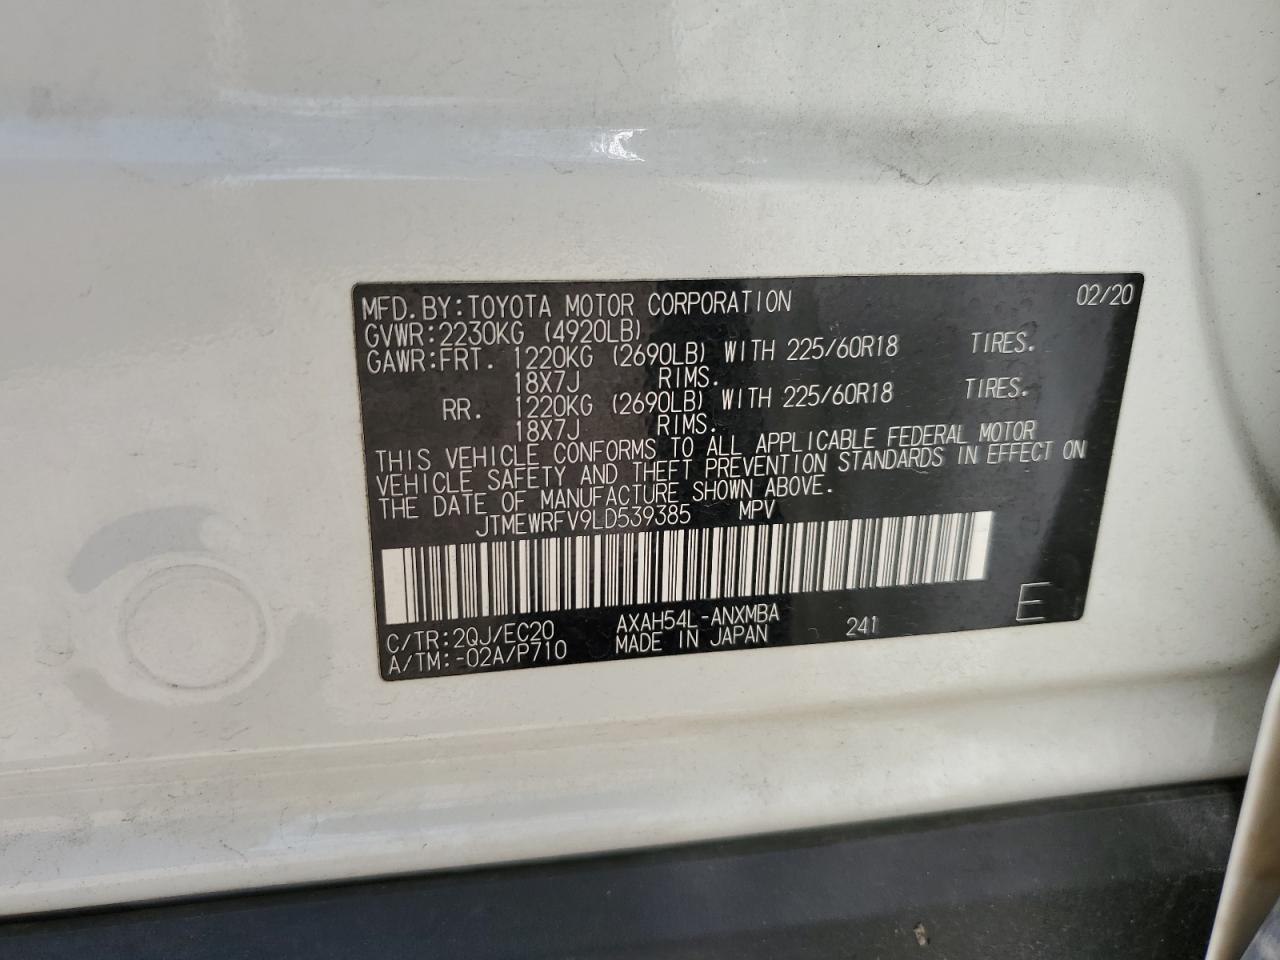 MFD.BY:TOYOTA MOTOR CORPORATION 02/20
GVWR:2230KG (4920LB)
GAWR:FRT. 1220KG (2690LB) WITH 225/60R18 TIRES.
18X7J RIMS.
RR. 1220KG (2690LB) WITH 225/60R18 TIRES.
18X7J RIMS.
THIS VEHICLE CONFORMS TO ALL APPLICABLE FEDERAL MOTOR
VEHICLE SAFETY AND THEFT PREVENTION STANDARDS IN EFFECT ON
THE DATE OF MANUFACTURE SHOWN ABOVE.
JTMEWRFV9LD539385 MPV
C/TR:2QJ/EC20 AXAH54L-ANXMBA
A/TM:-02A/P710 MADE IN JAPAN 241 E